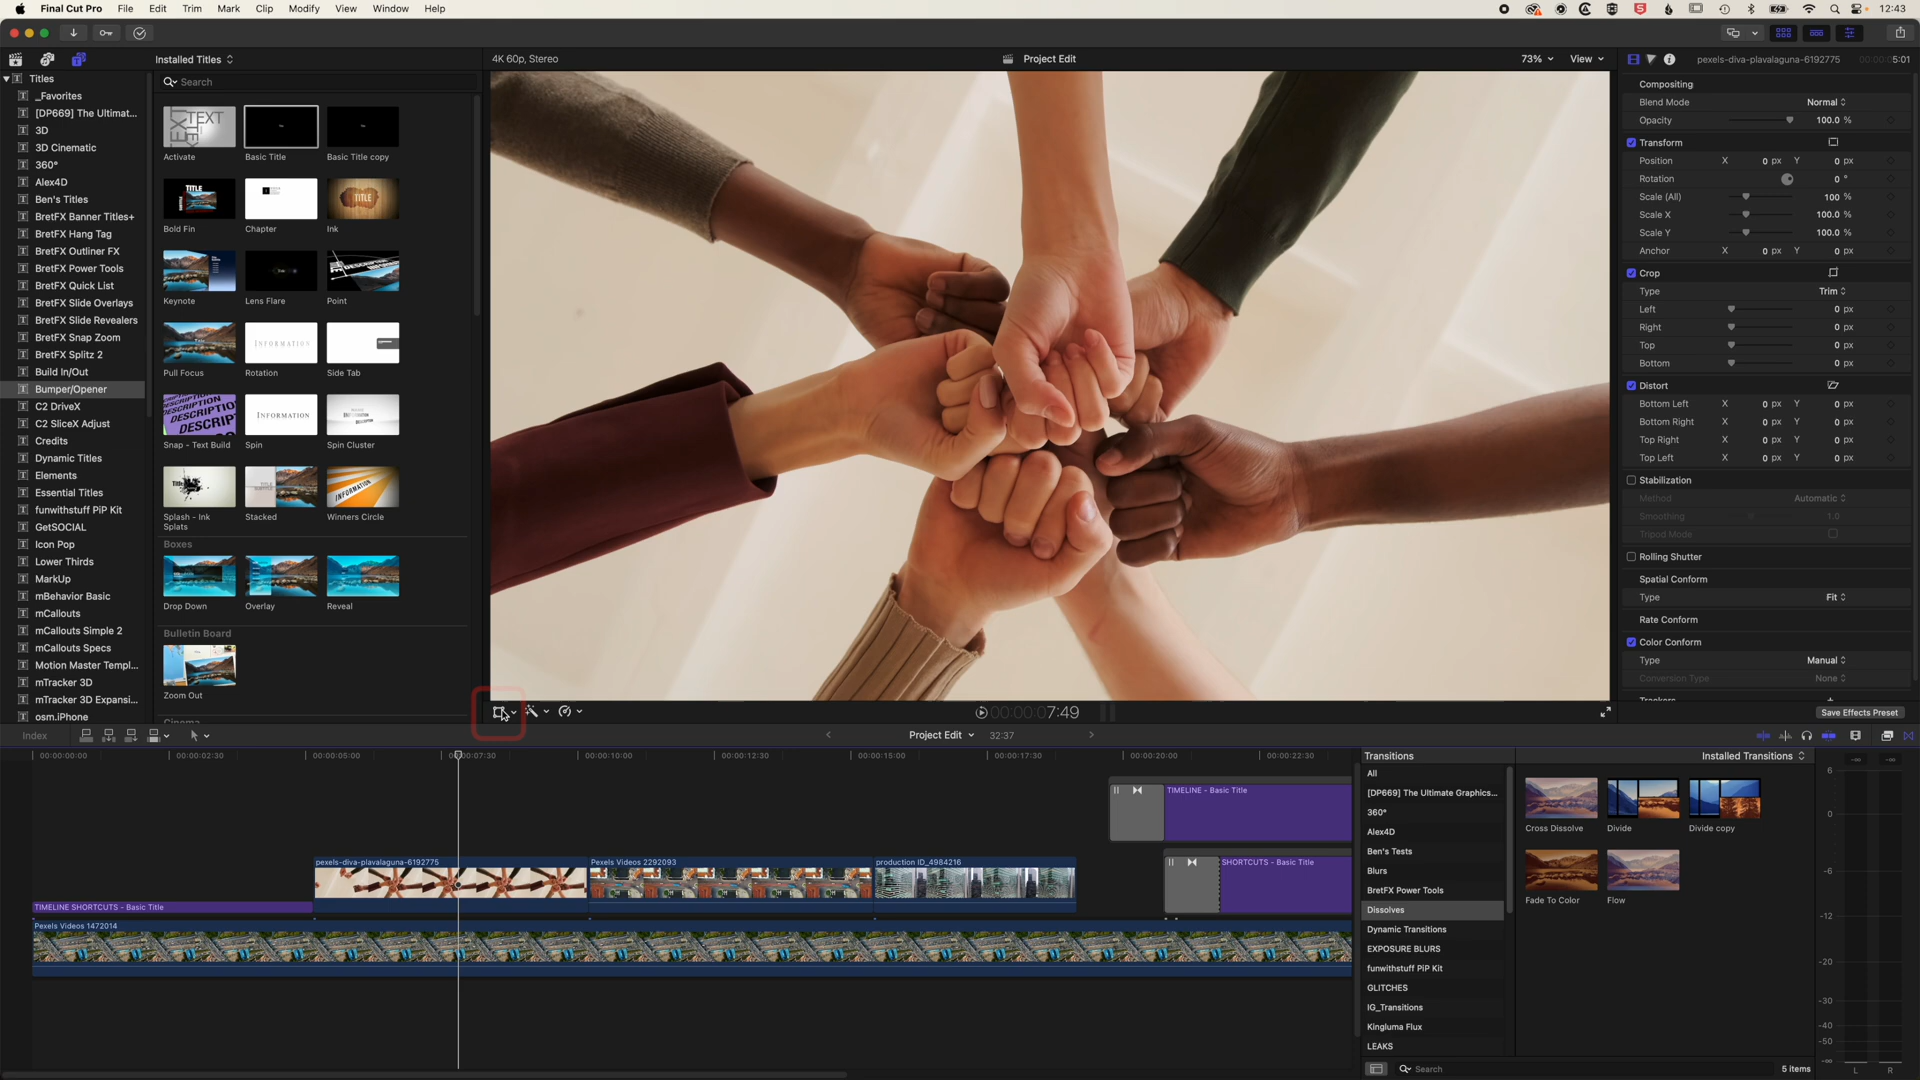 Final Cut Pro File Edit Trim Mark Clip Modify View Window Help 12:43
Installed Titles
4K 60p, Stereo
Project Edit
73% View
pexels-diva-plavalaguna-6192775 00:00:05:01
Titles
Search
_Favorites
[DP669] The Ultimat...
3D
3D Cinematic
360°
Alex4D
Ben's Titles
BretFX Banner Titles+
BretFX Hang Tag
BretFX Outliner FX
BretFX Power Tools
BretFX Quick List
BretFX Slide Overlays
BretFX Slide Revealers
BretFX Snap Zoom
BretFX Splitz 2
Build In/Out
Bumper/Opener
C2 DriveX
C2 SliceX Adjust
Credits
Dynamic Titles
Elements
Essential Titles
funwithstuff PiP Kit
GetSOCIAL
Icon Pop
Lower Thirds
MarkUp
mBehavior Basic
mCallouts
mCallouts Simple 2
mCallouts Specs
Motion Master Templ...
mTracker 3D
mTracker 3D Expansi...
osm.iPhone
Activate Basic Title Basic Title copy
TITLE
TITLE
Bold Fin Chapter Ink
Keynote Lens Flare Point
INFORMATION
Pull Focus Rotation Side Tab
DESCRIPTION
INFORMATION
Snap - Text Build Spin Spin Cluster
INFORMATION
Splash - Ink Splats
Stacked Winners Circle
Boxes
Drop Down Overlay Reveal
Bulletin Board
Zoom Out
Cinema
00:00:00:07:49
Compositing
Blend Mode Normal
Opacity 100.0 %
Transform
Position X 0 px Y 0 px
Rotation 0 °
Scale (All) 100 %
Scale X 100.0 %
Scale Y 100.0 %
Anchor X 0 px Y 0 px
Crop
Type Trim
Left 0 px
Right 0 px
Top 0 px
Bottom 0 px
Distort
Bottom Left X 0 px Y 0 px
Bottom Right X 0 px Y 0 px
Top Right X 0 px Y 0 px
Top Left X 0 px Y 0 px
Stabilization
Method Automatic
Smoothing 1.0
Tripod Mode
Rolling Shutter
Spatial Conform
Type Fit
Rate Conform
Color Conform
Type Manual
Conversion Type None
Trackers
Save Effects Preset
Index
Project Edit 32:37
00:00:00:00 00:00:02:30 00:00:05:00 00:00:07:30 00:00:10:00 00:00:12:30 00:00:15:00 00:00:17:30 00:00:20:00 00:00:22:30
TIMELINE - Basic Title
pexels-diva-plavalaguna-6192775 Pexels Videos 2292093 production ID_4984216
SHORTCUTS - Basic Title
TIMELINE SHORTCUTS - Basic Title
Pexels Videos 1472014
Transitions
Installed Transitions
All
[DP669] The Ultimate Graphics...
360°
Alex4D
Ben's Tests
Blurs
BretFX Power Tools
Dissolves
Dynamic Transitions
EXPOSURE BLURS
funwithstuff PiP Kit
GLITCHES
IG_Transitions
Kingluma Flux
LEAKS
Cross Dissolve Divide Divide copy
Fade To Color Flow
Search
5 items
6
0
-6
-12
-20
-30
-40
-50
-∞
L R